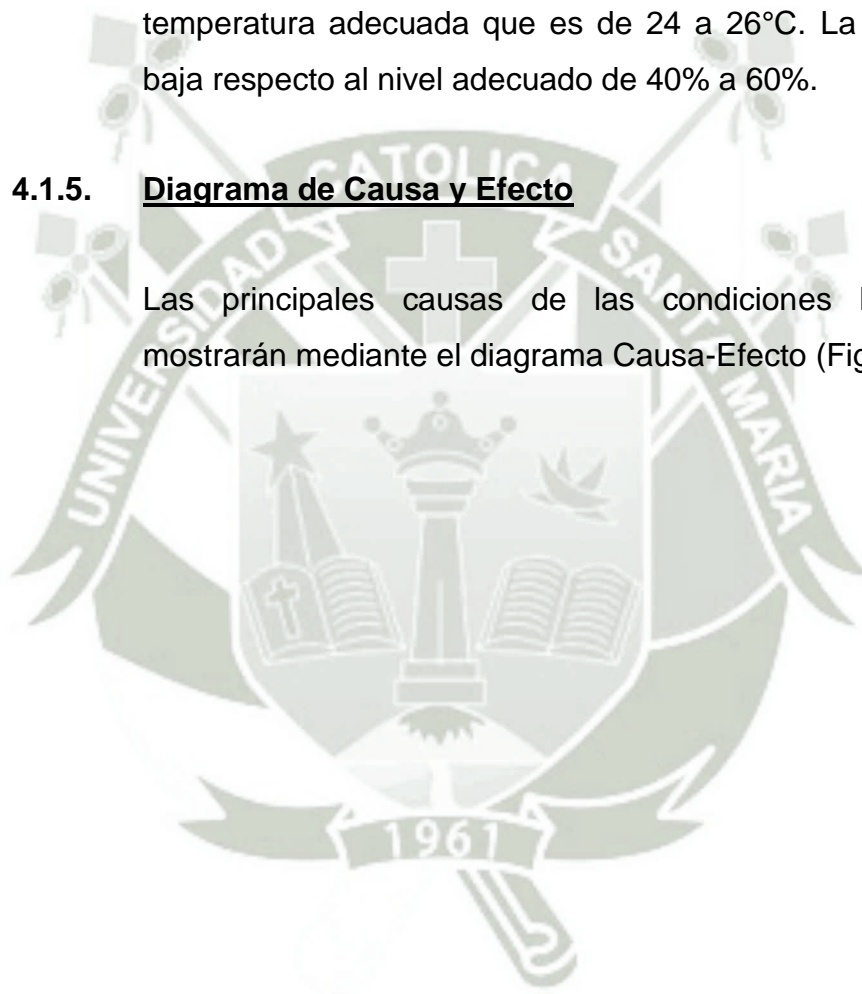 temperatura adecuada que es de 24 a 26°C. La
baja respecto al nivel adecuado de 40% a 60%.
4.1.5. Diagrama de Causa y Efecto
Las principales causas de las condiciones
mostrarán mediante el diagrama Causa-Efecto (Fig
UNIVERSIDAD CATOLICA SANTA MARIA
1961